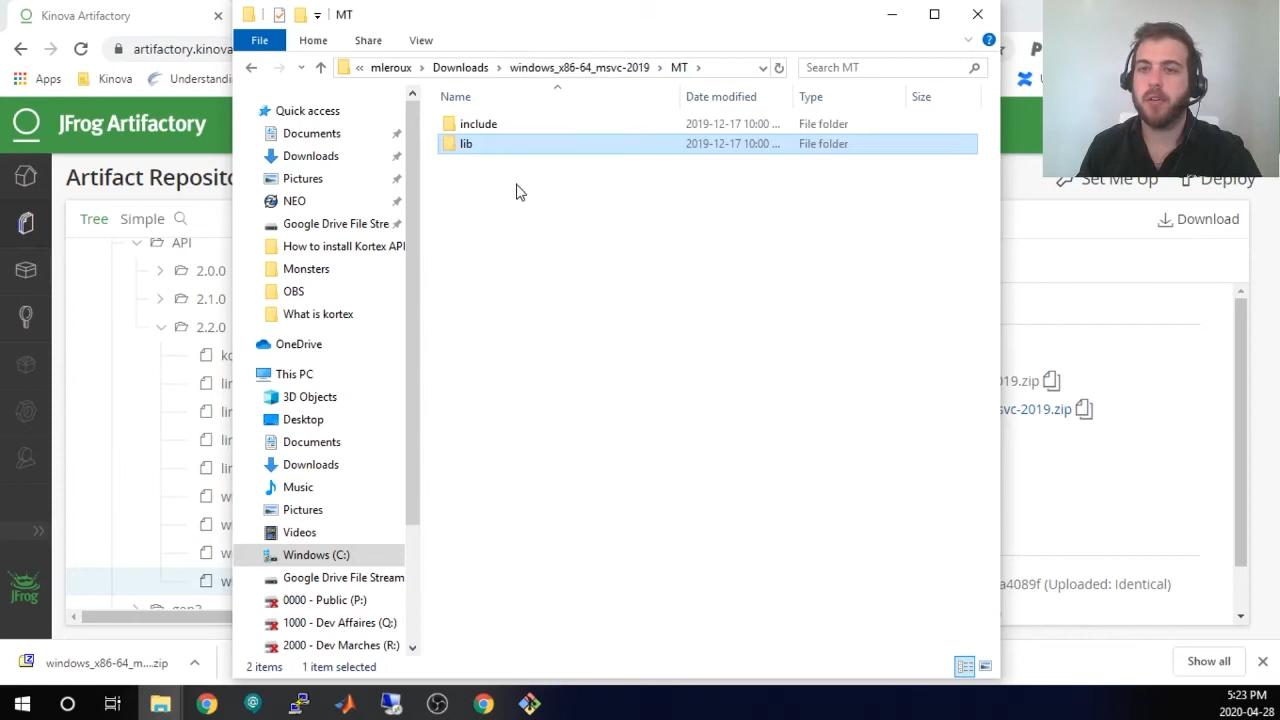 Kinova Artifactory
MT
File
Home
Share
View
artifactory.kinova
mleroux
Downloads
windows_x86-64_msvc-2019
MT
Search MT
Apps
Kinova
Understandin
Name
Date modified
Type
Size
Quick access
JFrog Artifactory
include
2019-12-17 10:00 ...
File folder
Documents
lib
2019-12-17 10:00 ...
File folder
Downloads
Artifact Reposito
Pictures
Set Me Up
Deploy
NEO
Tree
Simple
Google Drive File Stre
Download
API
How to install Kortex API
2.0.0
Monsters
2.1.0
OBS
2.2.0
What is kortex
OneDrive
This PC
3D Objects
019.zip
Desktop
svc-2019.zip
Documents
Downloads
Music
Pictures
Videos
Windows (C:)
Google Drive File Stream
a4089f (Uploaded: Identical)
0000 - Public (P:)
1000 - Dev Affaires (Q:)
2000 - Dev Marches (R:)
JFrog
windows_x86-64_m....zip
2 items
1 item selected
Show all
5:23 PM
2020-04-28